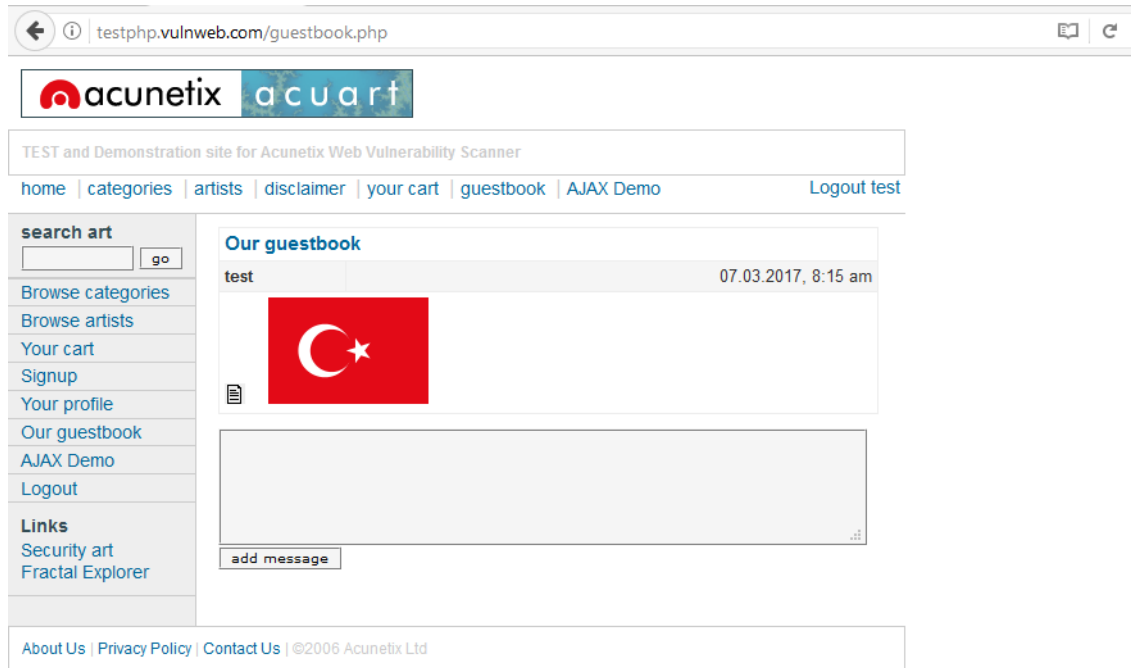 testphp.vulnweb.com/guestbook.php
acunetix acuart
TEST and Demonstration site for Acunetix Web Vulnerability Scanner
home | categories | artists | disclaimer | your cart | guestbook | AJAX Demo Logout test
search art
go
Browse categories
Browse artists
Your cart
Signup
Your profile
Our guestbook
AJAX Demo
Logout
Links
Security art
Fractal Explorer
Our guestbook
test 07.03.2017, 8:15 am
add message
About Us | Privacy Policy | Contact Us | ©2006 Acunetix Ltd